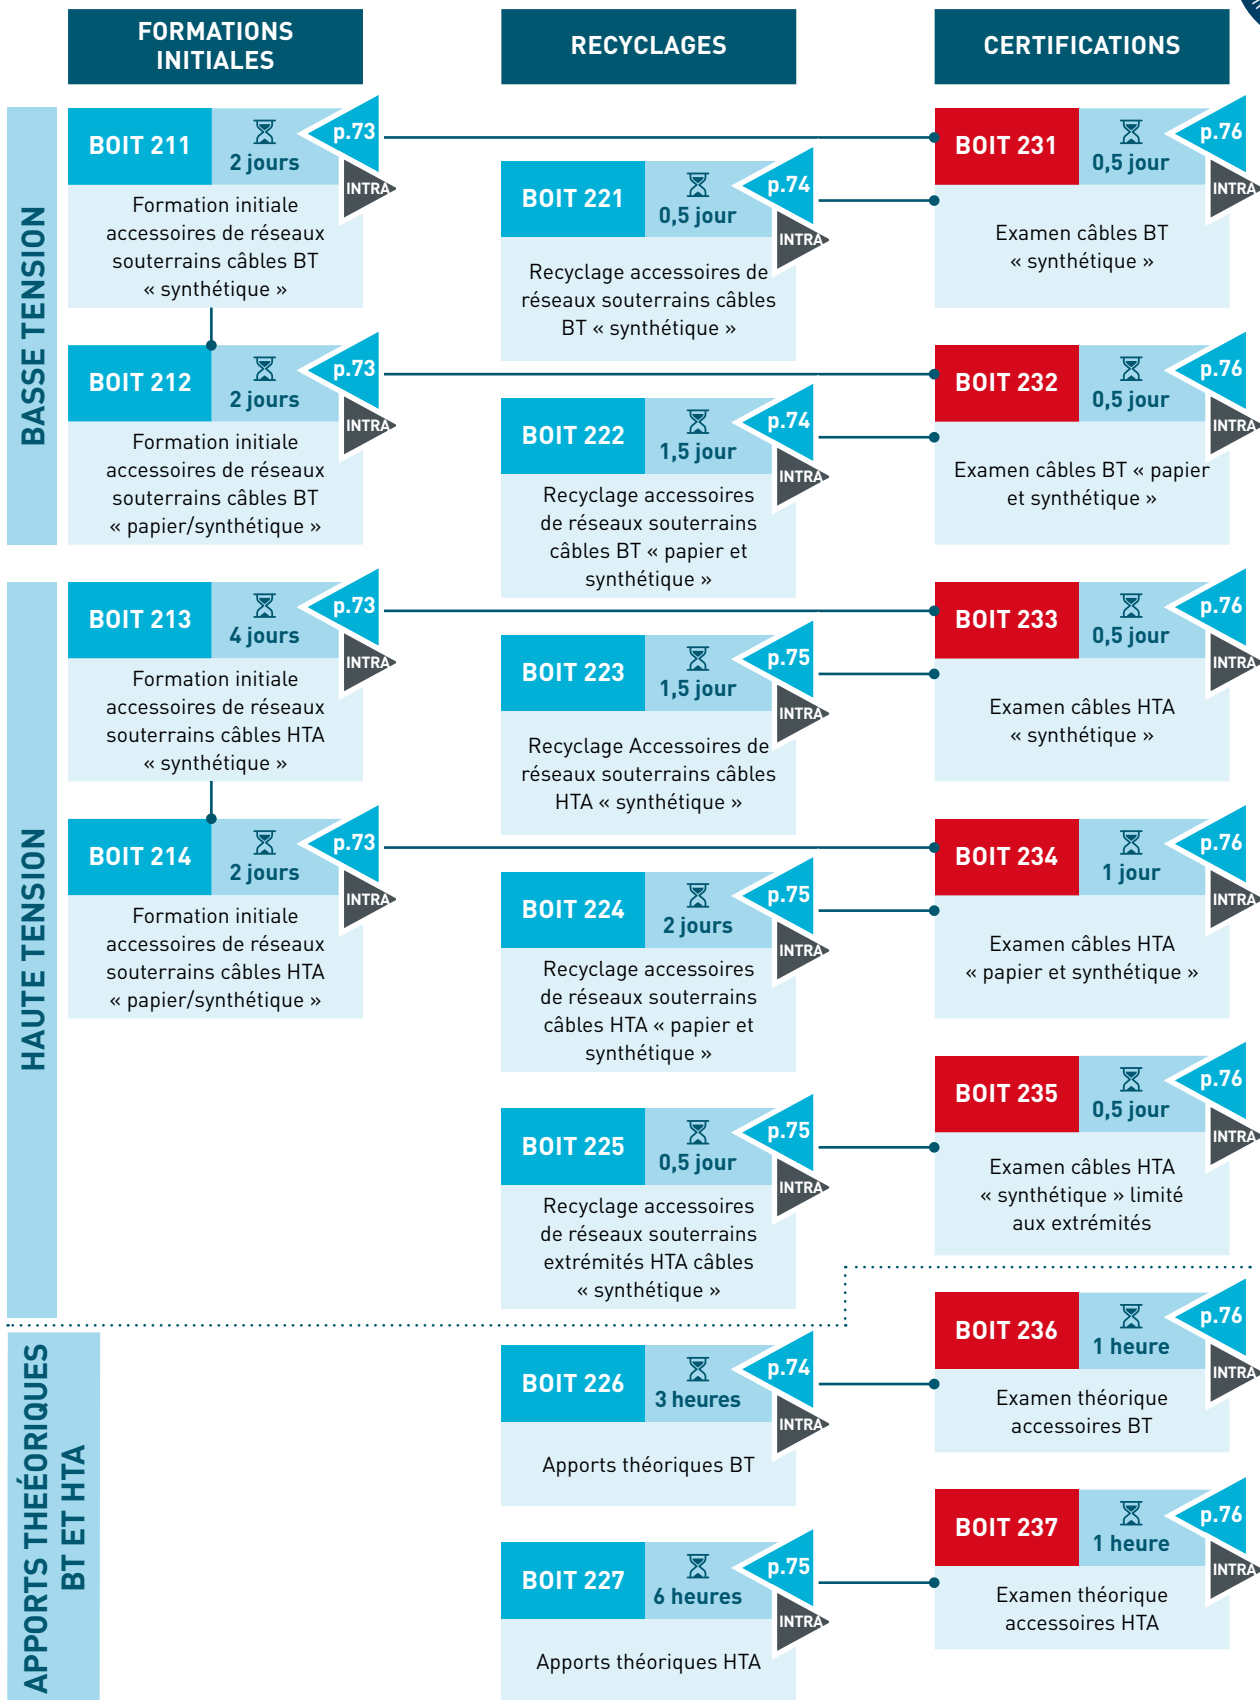 FORMATIONS
INITIALES
RECYCLAGES
CERTIFICATIONS
BASSE TENSION
BOIT 211
2 jours
p.73
INTRA
Formation initiale
accessoires de réseaux
souterrains câbles BT
« synthétique »
BOIT 221
0,5 jour
p.74
INTRA
Recyclage accessoires de
réseaux souterrains câbles
BT « synthétique »
BOIT 231
0,5 jour
p.76
INTRA
Examen câbles BT
« synthétique »
BOIT 212
2 jours
p.73
INTRA
Formation initiale
accessoires de réseaux
souterrains câbles BT
« papier/synthétique »
BOIT 222
1,5 jour
p.74
INTRA
Recyclage accessoires
de réseaux souterrains
câbles BT « papier et
synthétique »
BOIT 232
0,5 jour
p.76
INTRA
Examen câbles BT « papier
et synthétique »
HAUTE TENSION
BOIT 213
4 jours
p.73
INTRA
Formation initiale
accessoires de réseaux
souterrains câbles HTA
« synthétique »
BOIT 223
1,5 jour
p.75
INTRA
Recyclage Accessoires de
réseaux souterrains câbles
HTA « synthétique »
BOIT 233
0,5 jour
p.76
INTRA
Examen câbles HTA
« synthétique »
BOIT 214
2 jours
p.73
INTRA
Formation initiale
accessoires de réseaux
souterrains câbles HTA
« papier/synthétique »
BOIT 224
2 jours
p.75
INTRA
Recyclage accessoires
de réseaux souterrains
câbles HTA « papier et
synthétique »
BOIT 234
1 jour
p.76
INTRA
Examen câbles HTA
« papier et synthétique »
BOIT 225
0,5 jour
p.75
INTRA
Recyclage accessoires
de réseaux souterrains
extrémités HTA câbles
« synthétique »
BOIT 235
0,5 jour
p.76
INTRA
Examen câbles HTA
« synthétique » limité
aux extrémités
APPORTS THEÉORIQUES
BT ET HTA
BOIT 226
3 heures
p.74
INTRA
Apports théoriques BT
BOIT 236
1 heure
p.76
INTRA
Examen théorique
accessoires BT
BOIT 227
6 heures
p.75
INTRA
Apports théoriques HTA
BOIT 237
1 heure
p.76
INTRA
Examen théorique
accessoires HTA